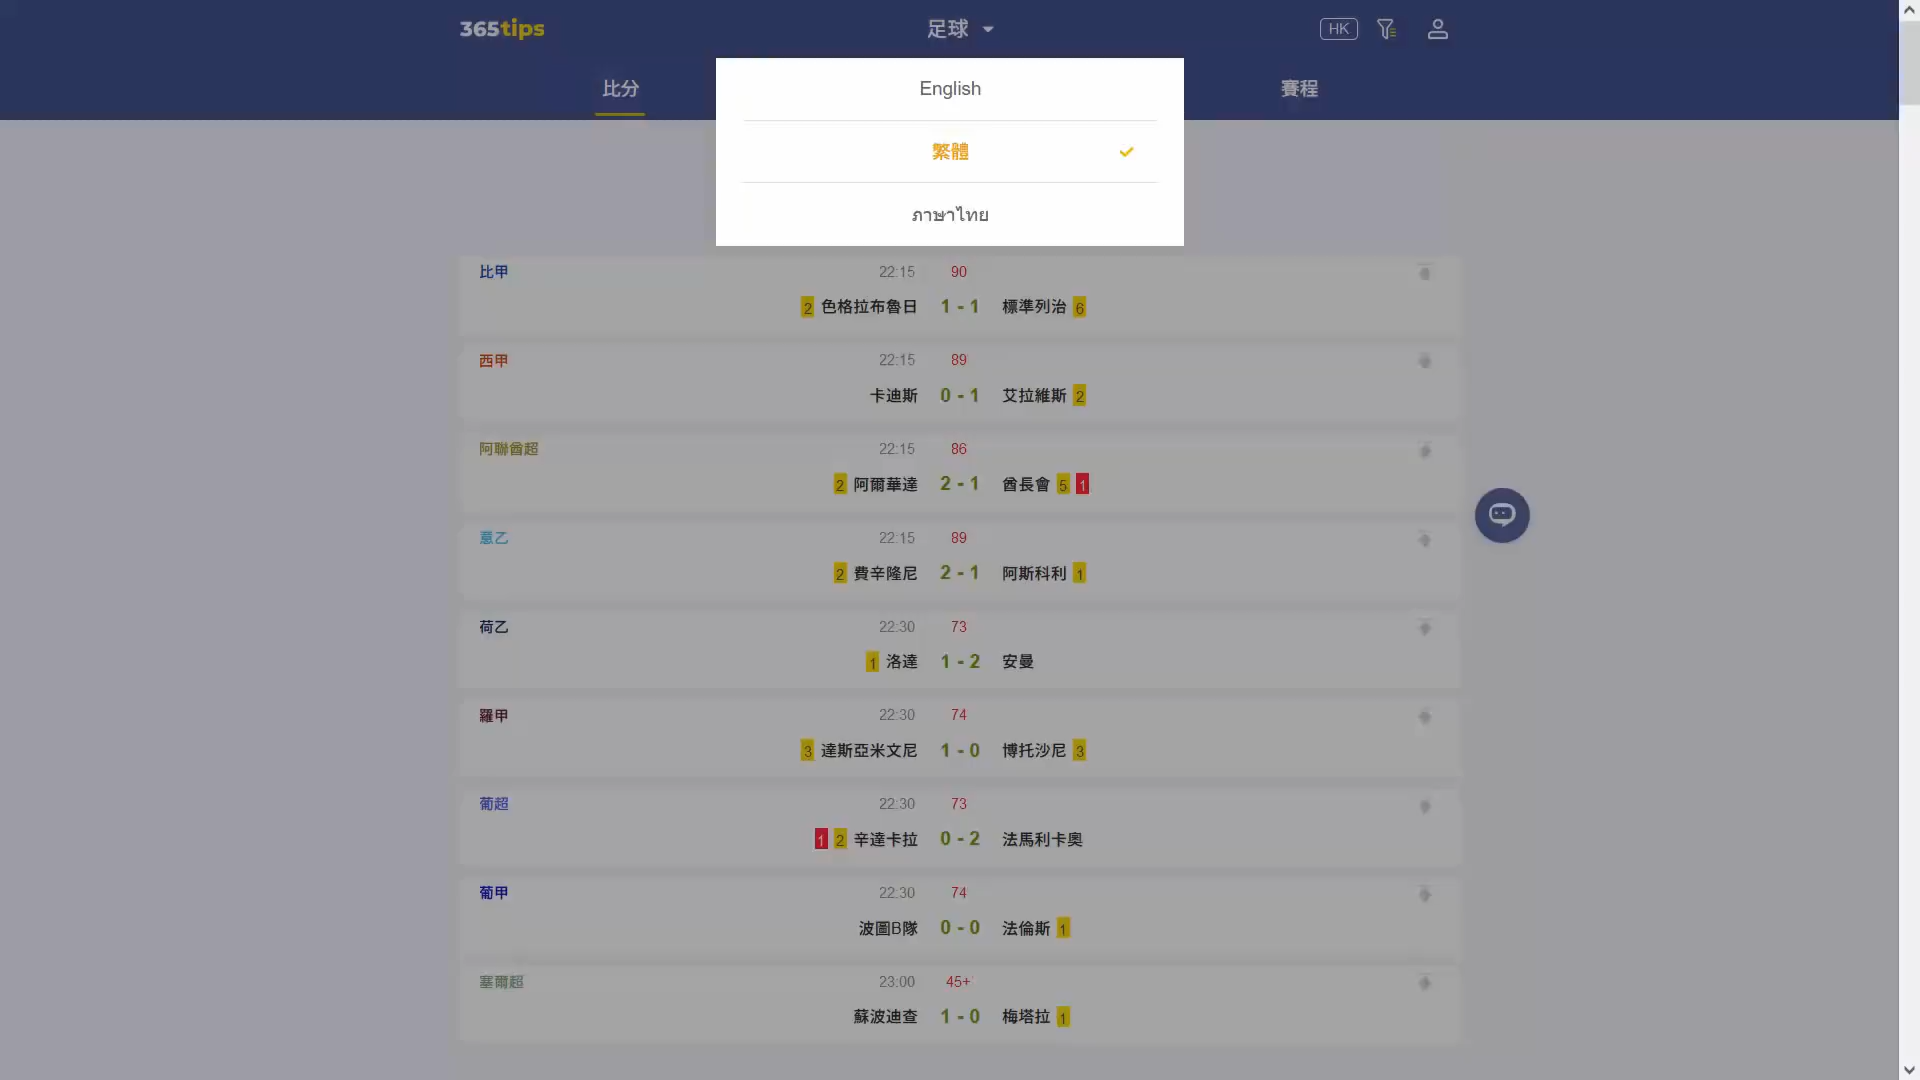 365tips
足球
HK
比分
賽程
English
繁體
ภาษาไทย
比甲 22:15 90
2 色格拉布魯日 1 - 1 標準列治 6
西甲 22:15 89
卡迪斯 0 - 1 艾拉維斯 2
阿聯酋超 22:15 86
2 阿爾華達 2 - 1 酋長會 5 1
意乙 22:15 89
2 費辛隆尼 2 - 1 阿斯科利 1
荷乙 22:30 73
1 洛達 1 - 2 安曼
羅甲 22:30 74
3 達斯亞米文尼 1 - 0 博托沙尼 3
葡超 22:30 73
1 2 辛達卡拉 0 - 2 法馬利卡奧
葡甲 22:30 74
波圖B隊 0 - 0 法倫斯 1
塞爾超 23:00 45+
蘇波迪查 1 - 0 梅塔拉 1